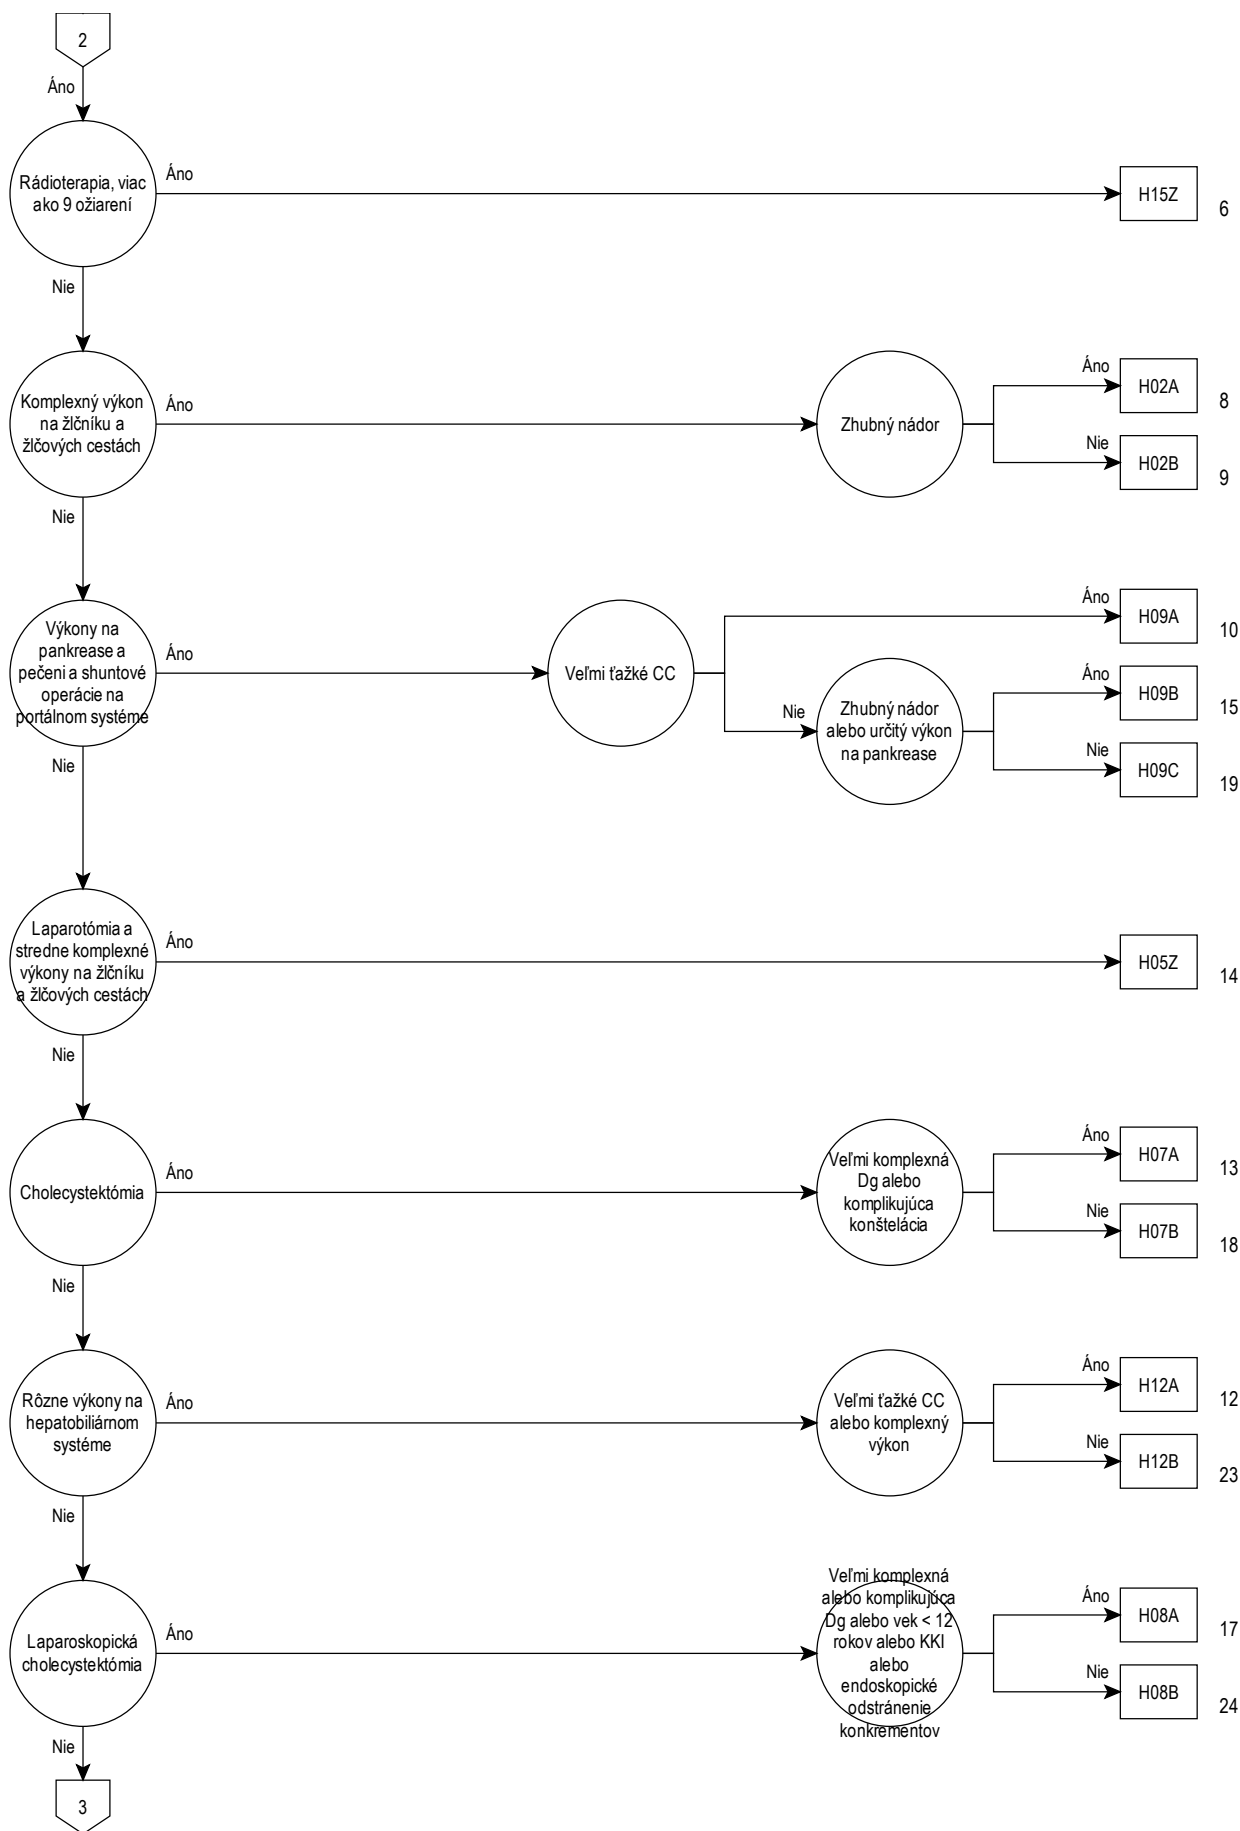 2
Áno
Rádioterapia, viac
ako 9 ožiarení
Áno
H15Z
6
Nie
Komplexný výkon
na žlčníku a
žlčových cestách
Áno
Zhubný nádor
Áno
H02A
8
Nie
H02B
9
Nie
Výkony na
pankrease a
pečeni a shuntové
operácie na
portálnom systéme
Áno
Veľmi ťažké CC
Áno
H09A
10
Nie
Zhubný nádor
alebo určitý výkon
na pankrease
Áno
H09B
15
Nie
H09C
19
Nie
Laparotómia a
stredne komplexné
výkony na žlčníku
a žlčových cestách
Áno
H05Z
14
Nie
Cholecystektómia
Áno
Veľmi komplexná
Dg alebo
komplikujúca
konštelácia
Áno
H07A
13
Nie
H07B
18
Nie
Rôzne výkony na
hepatobiliárnom
systéme
Áno
Veľmi ťažké CC
alebo komplexný
výkon
Áno
H12A
12
Nie
H12B
23
Nie
Laparoskopická
cholecystektómia
Áno
Veľmi komplexná
alebo komplikujúca
Dg alebo vek < 12
rokov alebo KKI
alebo
endoskopické
odstránenie
konkrementov
Áno
H08A
17
Nie
H08B
24
Nie
3